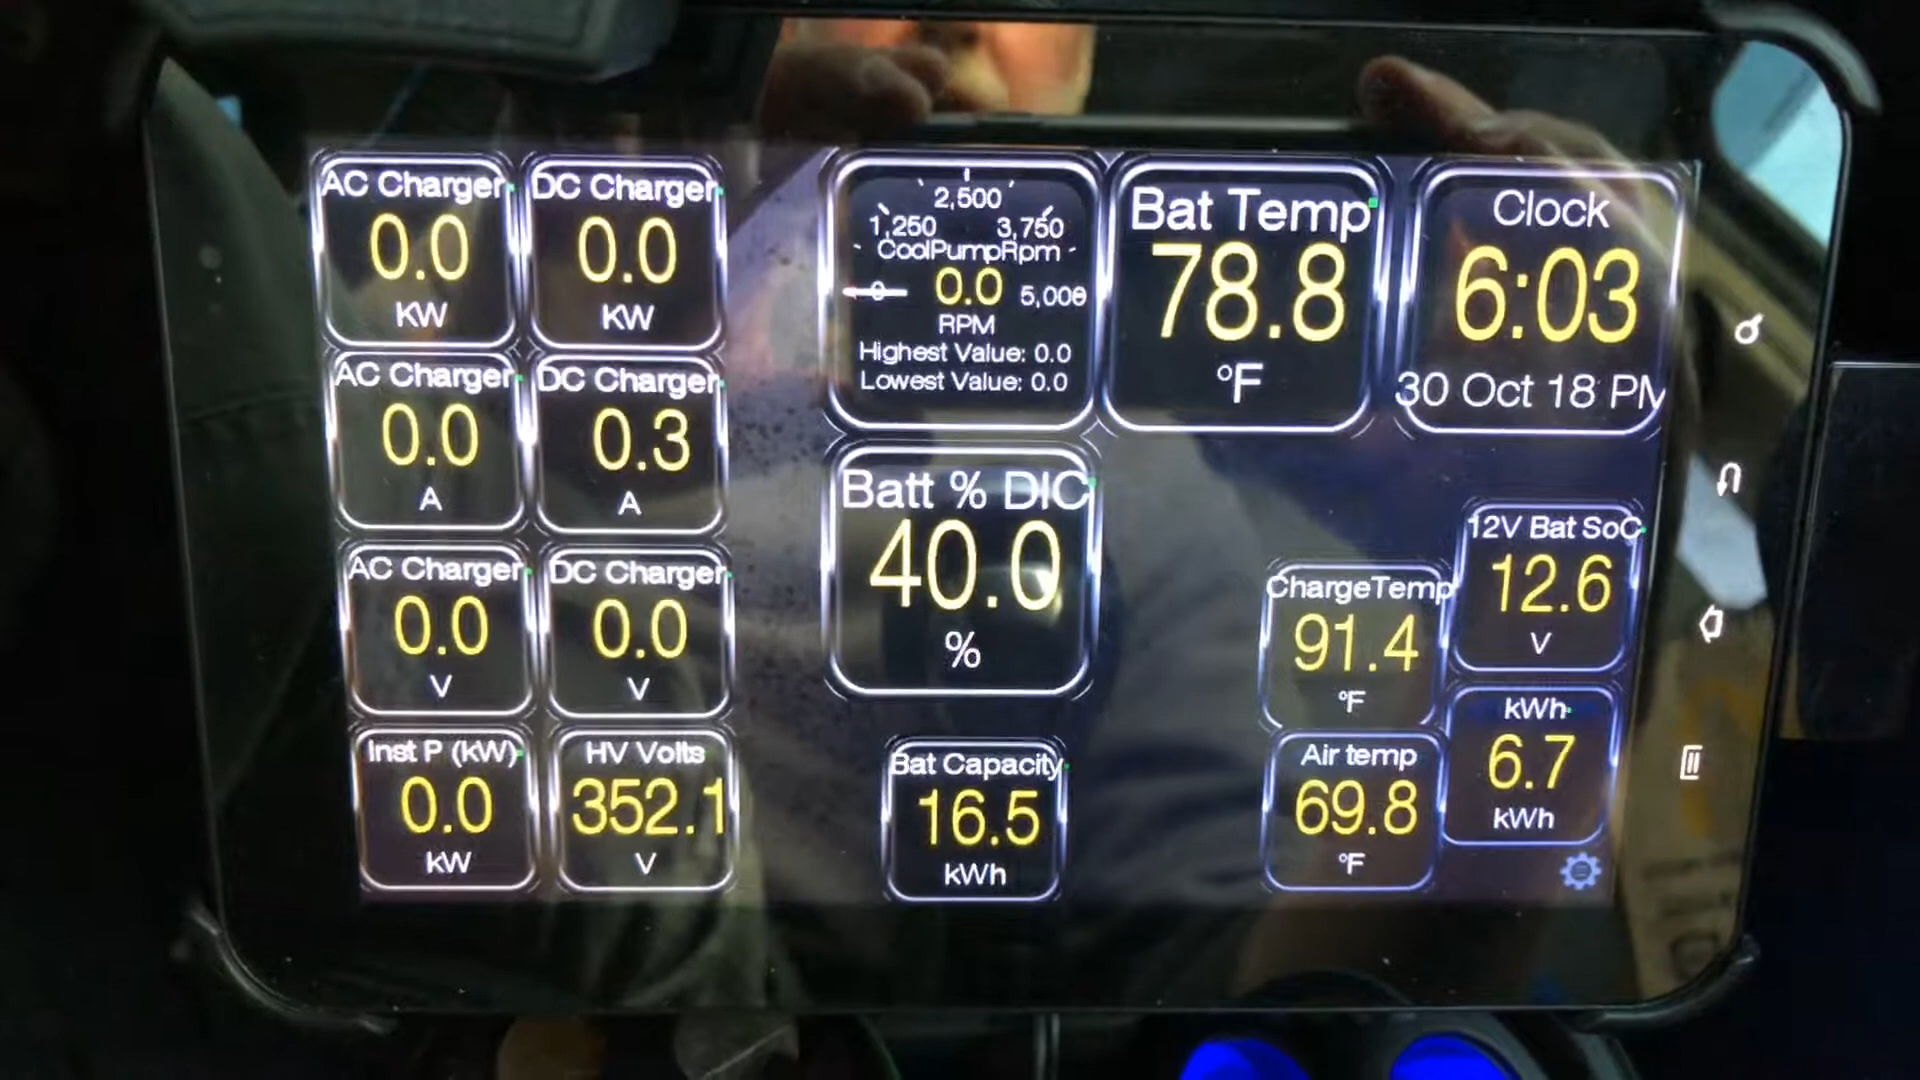 AC Charger
0.0
KW
DC Charger
0.0
KW
2,500
1,250 3,750
CoolPumpRpm
0 0.0 5,000
RPM
Highest Value: 0.0
Lowest Value: 0.0
Bat Temp
78.8
°F
Clock
6:03
30 Oct 18 PM
AC Charger
0.0
A
DC Charger
0.3
A
Batt % DIC
40.0
%
AC Charger
0.0
V
DC Charger
0.0
V
12V Bat SoC
12.6
V
ChargeTemp
91.4
°F
Inst P (kW)
0.0
kW
HV Volts
352.1
V
Bat Capacity
16.5
kWh
Air temp
69.8
°F
kWh
6.7
kWh